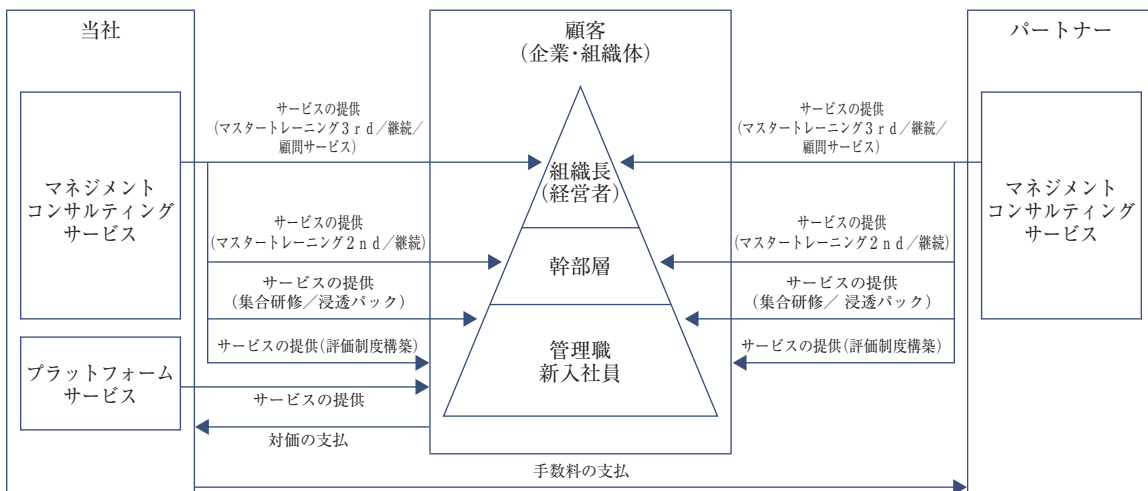 当社
マネジメント
コンサルティング
サービス
プラットフォーム
サービス
サービスの提供
(マスタートレーニング3rd/継続/
顧問サービス)
サービスの提供
(マスタートレーニング2nd/継続)
サービスの提供
(集合研修/浸透パック)
サービスの提供(評価制度構築)
サービスの提供
対価の支払
顧客
(企業・組織体)
組織長
(経営者)
幹部層
管理職
新入社員
サービスの提供
(マスタートレーニング3rd/継続/
顧問サービス)
サービスの提供
(マスタートレーニング2nd/継続)
サービスの提供
(集合研修/ 浸透パック)
サービスの提供(評価制度構築)
パートナー
マネジメント
コンサルティング
サービス
手数料の支払